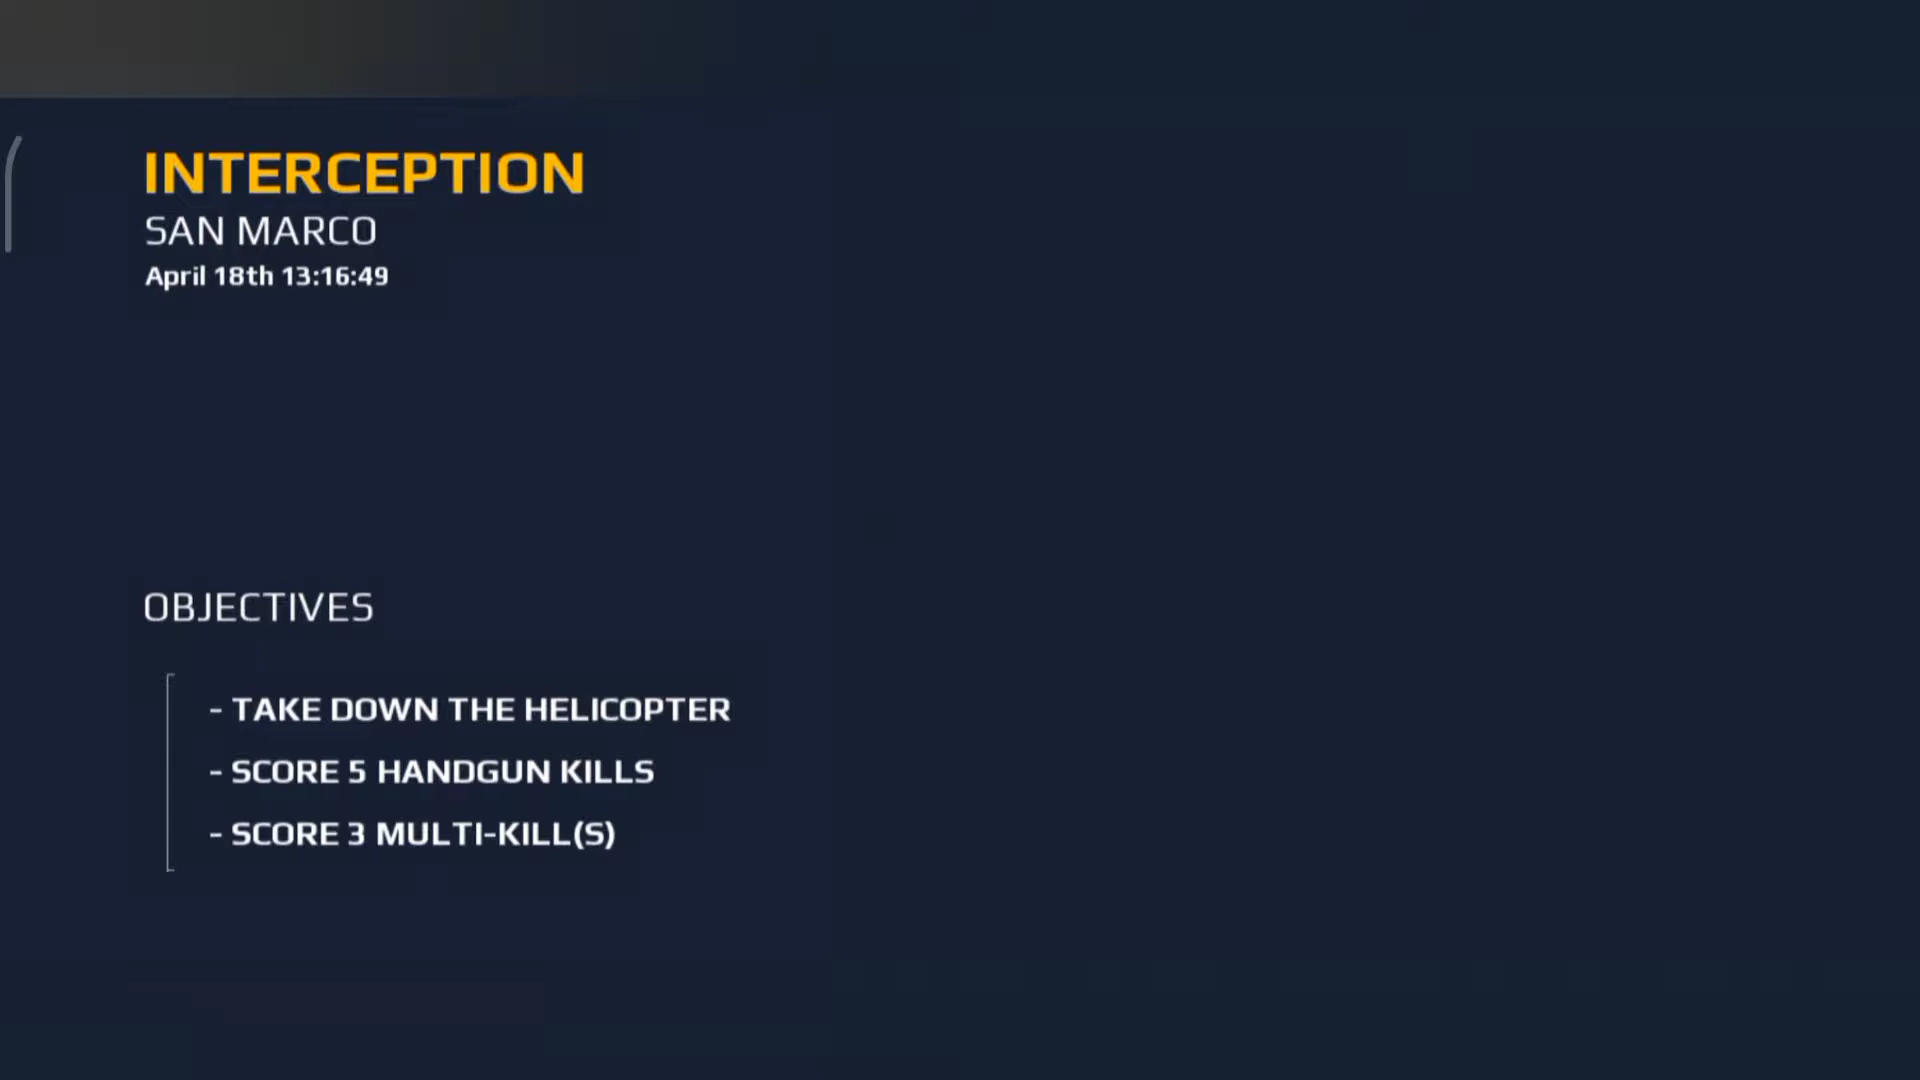 INTERCEPTION
SAN MARCO
April 18th 13:16:49
OBJECTIVES
- TAKE DOWN THE HELICOPTER
- SCORE 5 HANDGUN KILLS
- SCORE 3 MULTI-KILL(S)